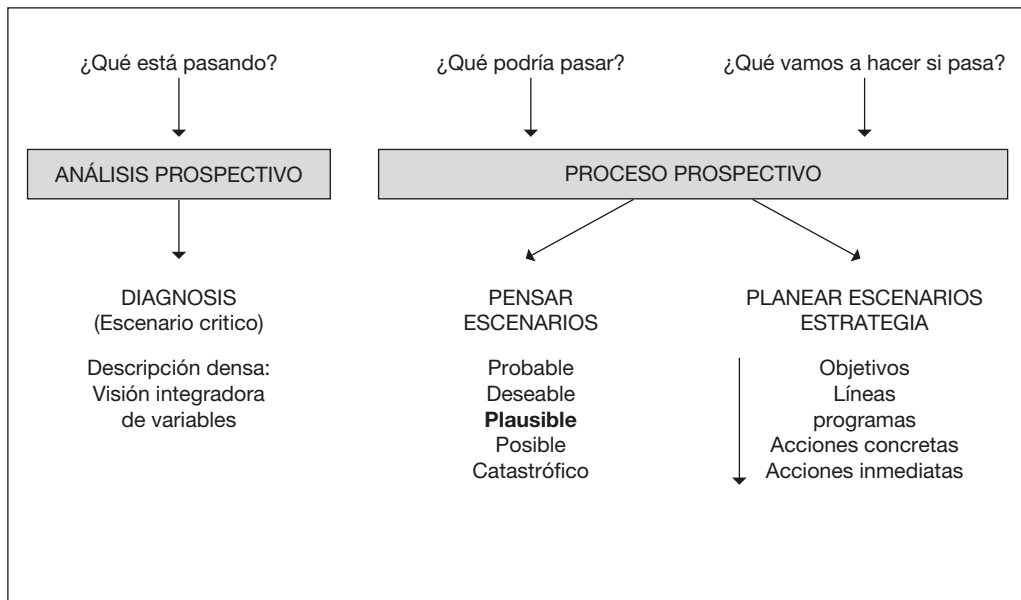 ¿Qué está pasando?
¿Qué podría pasar?
¿Qué vamos a hacer si pasa?
ANÁLISIS PROSPECTIVO
PROCESO PROSPECTIVO
DIAGNOSIS
(Escenario critico)
Descripción densa:
Visión integradora
de variables
PENSAR
ESCENARIOS
Probable
Deseable
Plausible
Posible
Catastrófico
PLANEAR ESCENARIOS
ESTRATEGIA
Objetivos
Líneas
programas
Acciones concretas
Acciones inmediatas